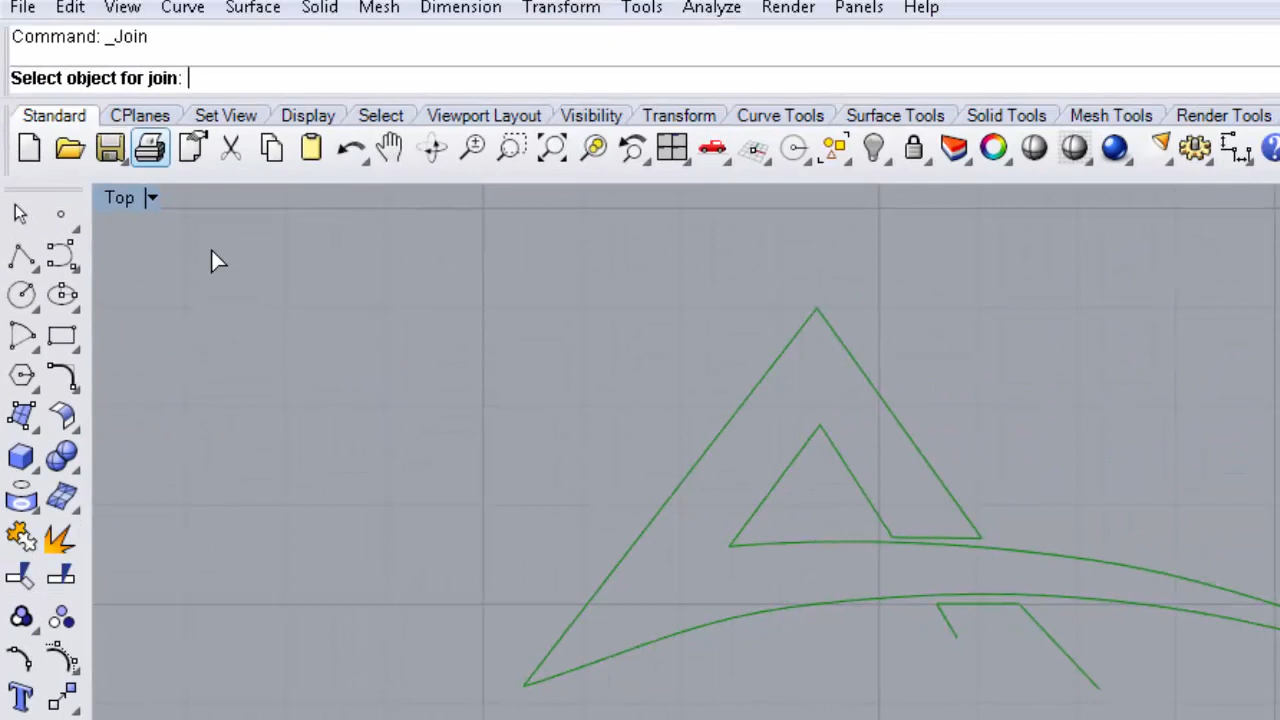 File Edit View Curve Surface Solid Mesh Dimension Transform Tools Analyze Render Panels Help
Command: _Join
Select object for join:
Standard CPlanes Set View Display Select Viewport Layout Visibility Transform Curve Tools Surface Tools Solid Tools Mesh Tools Render Tools
Top